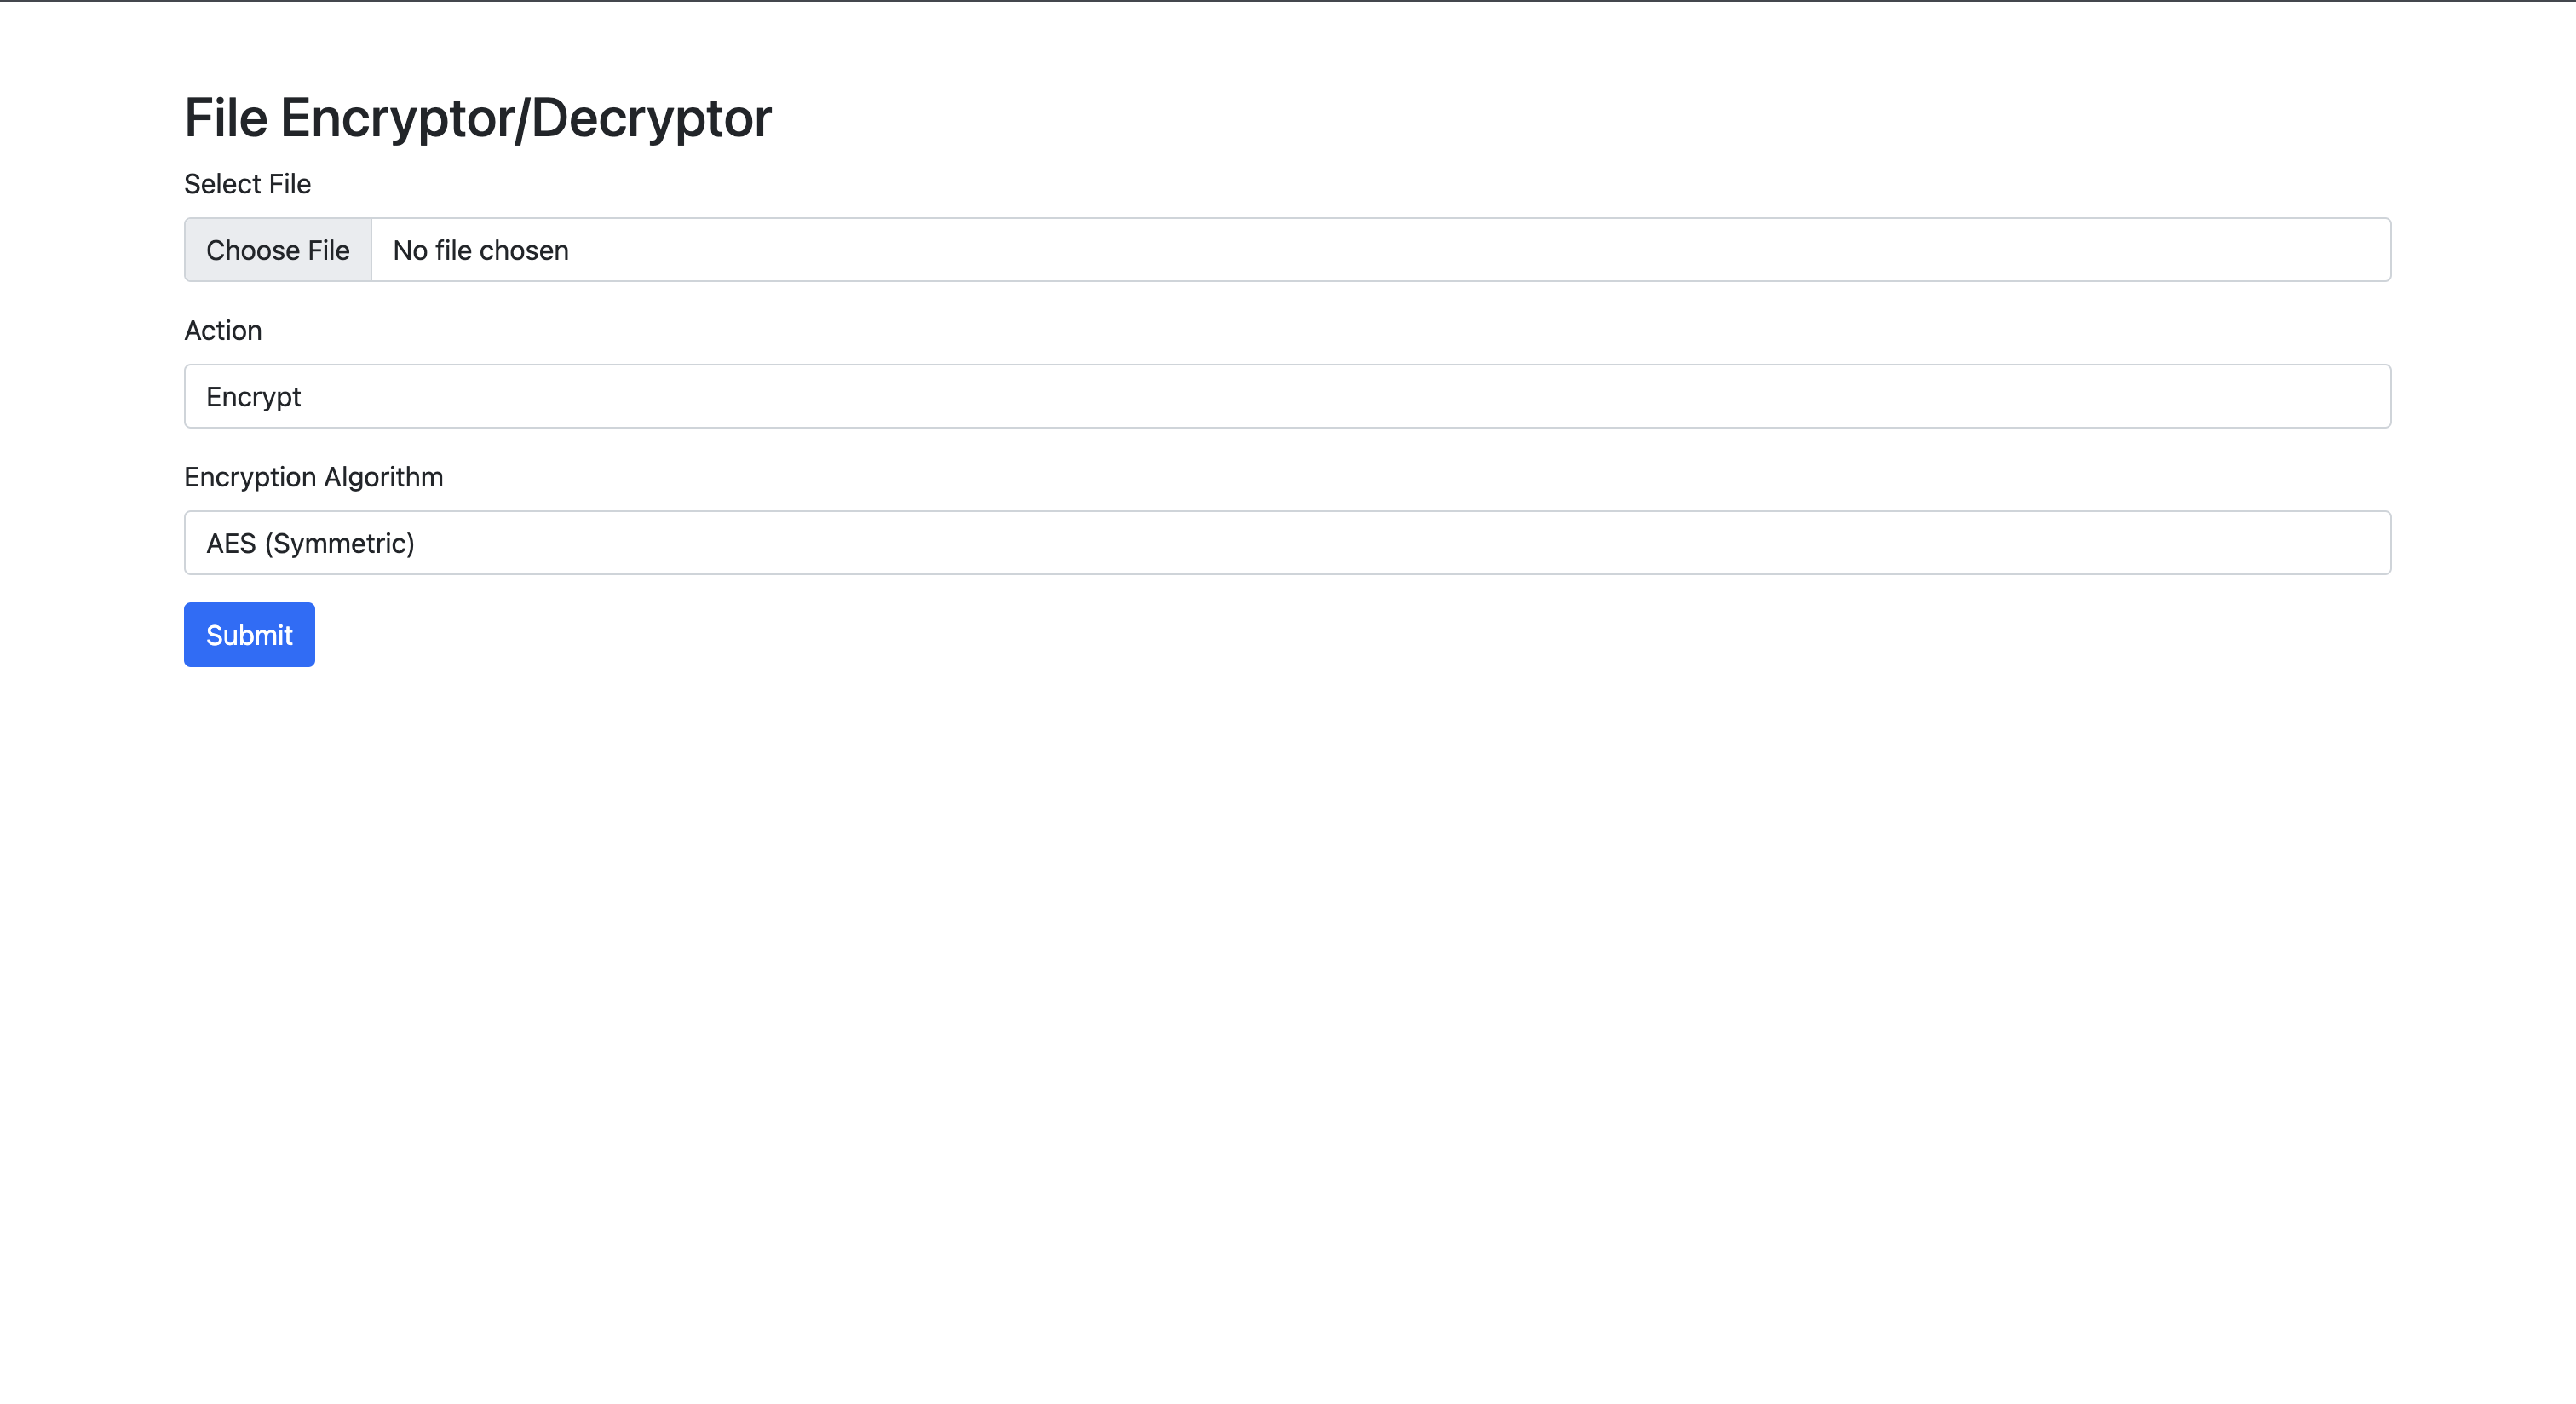 File Encryptor/Decryptor
Select File
Choose File No file chosen
Action
Encrypt
Encryption Algorithm
AES (Symmetric)
Submit